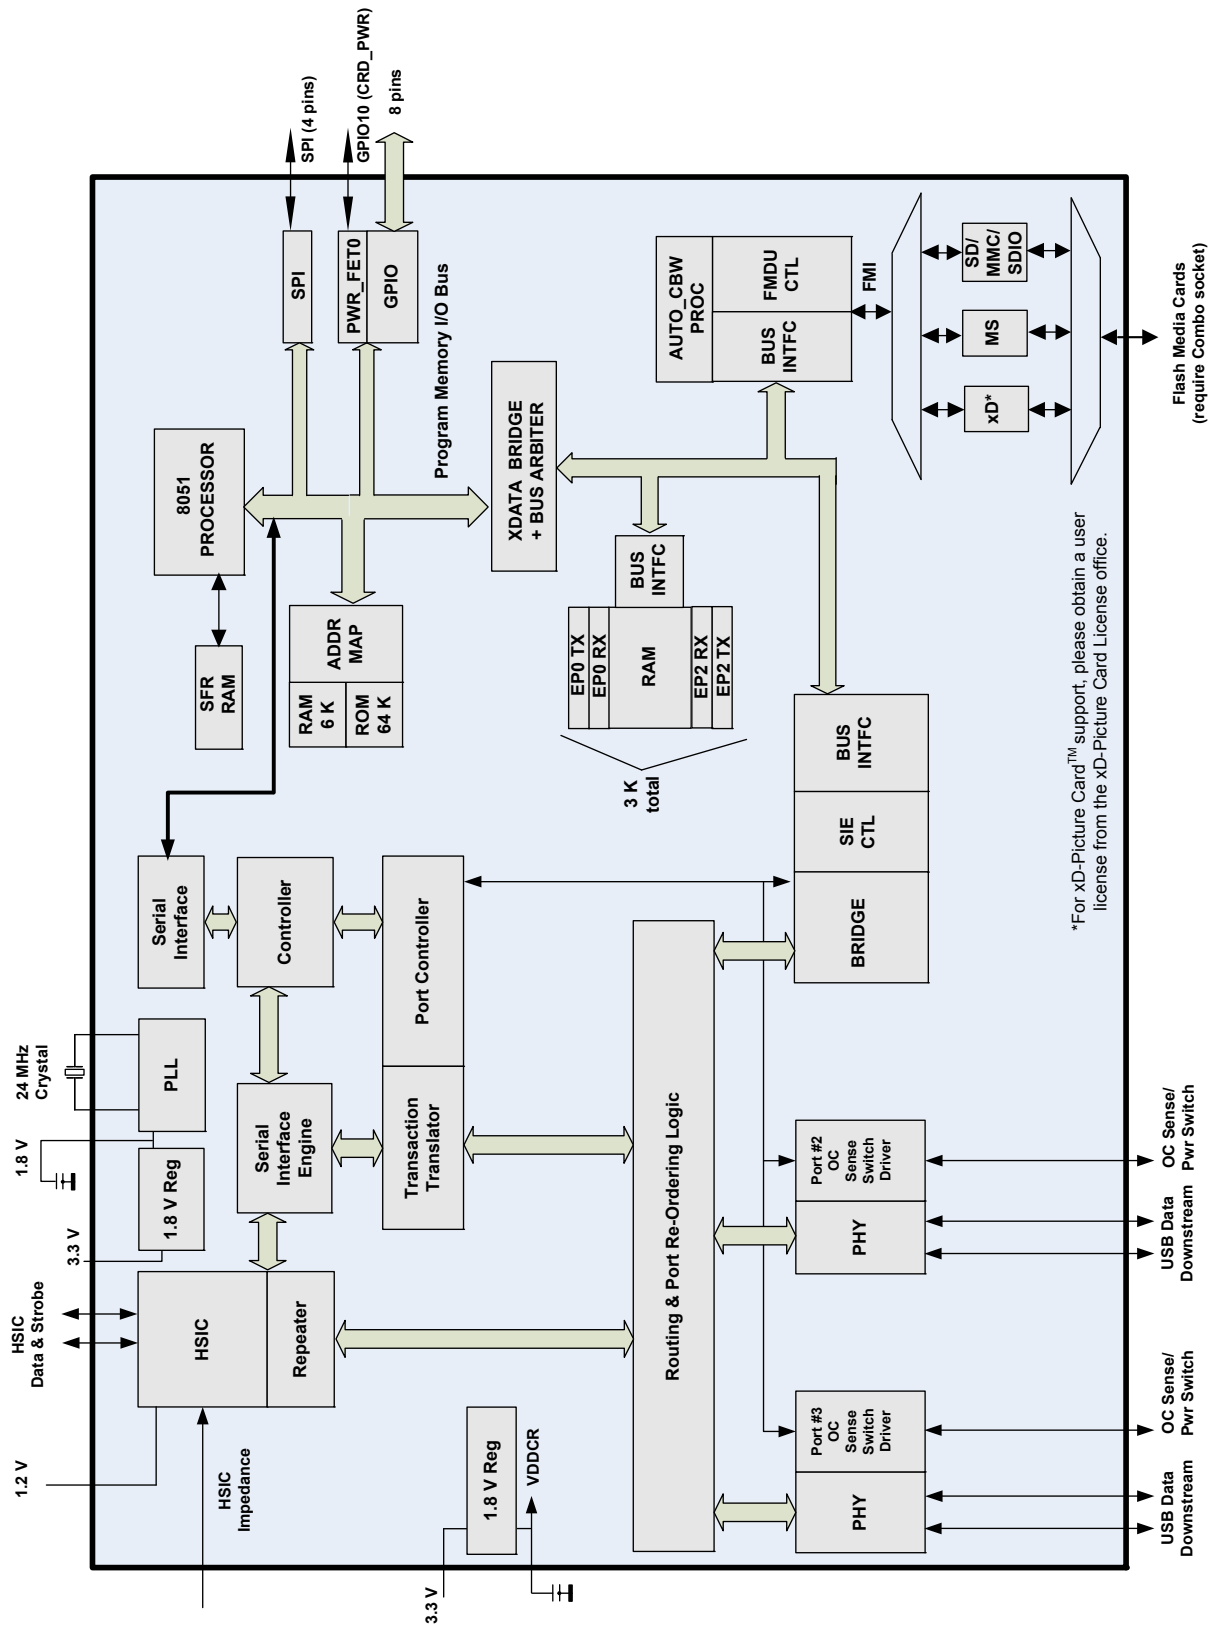 1.2 V
HSIC
Data & Strobe
3.3 V
1.8 V
24 MHz
Crystal
HSIC
Impedance
HSIC
Repeater
1.8 V Reg
PLL
Serial
Interface
Engine
Serial
Interface
Controller
Transaction
Translator
Port Controller
SFR
RAM
8051
PROCESSOR
SPI
SPI (4 pins)
PWR_FET0
GPIO
GPIO10 (CRD_PWR)
8 pins
RAM
6 K
ROM
64 K
ADDR
MAP
Program Memory I/O Bus
3.3 V
1.8 V Reg
VDDCR
XDATA BRIDGE
+ BUS ARBITER
3 K
total
EP0 TX
EP0 RX
RAM
EP2 RX
EP2 TX
BUS
INTFC
AUTO_CBW
PROC
BUS
INTFC
FMDU
CTL
FMI
Routing & Port Re-Ordering Logic
BRIDGE
SIE
CTL
BUS
INTFC
PHY
Port #3
OC
Sense
Switch
Driver
PHY
Port #2
OC
Sense
Switch
Driver
xD*
MS
SD/
MMC/
SDIO
*For xD-Picture Card™ support, please obtain a user
license from the xD-Picture Card License office.
USB Data
Downstream
OC Sense/
Pwr Switch
USB Data
Downstream
OC Sense/
Pwr Switch
Flash Media Cards
(require Combo socket)